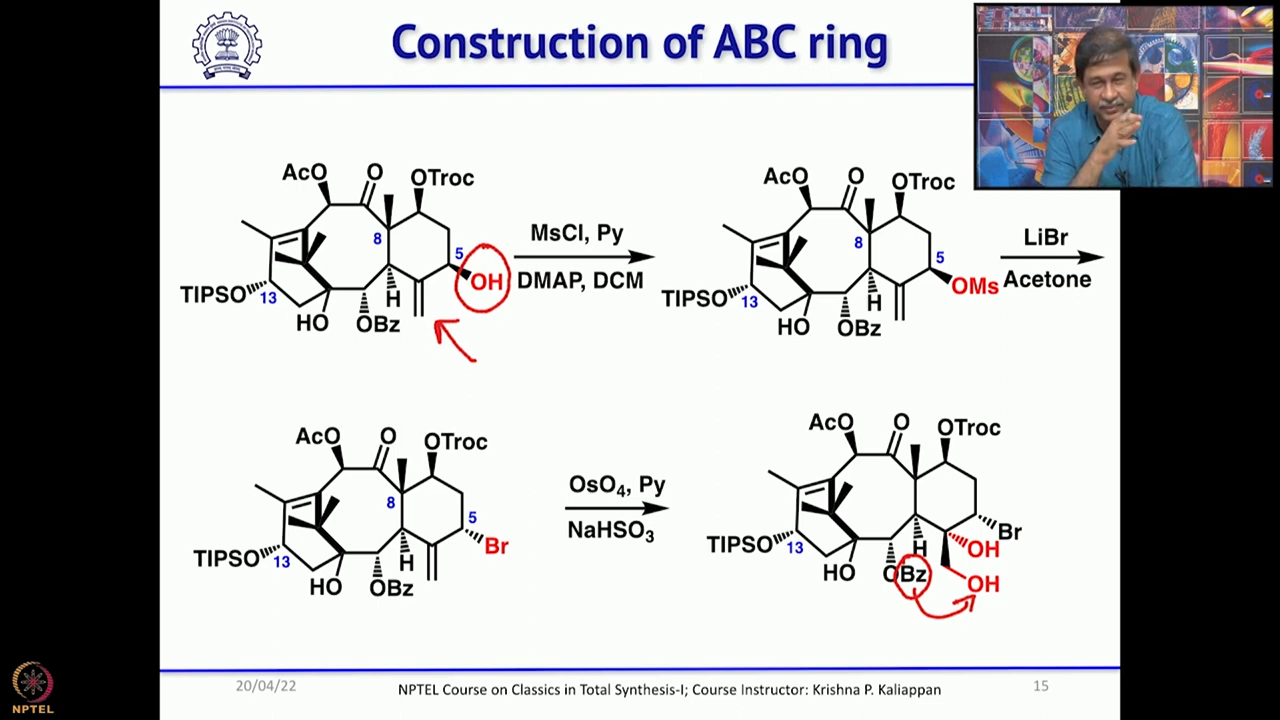 Construction of ABC ring
AcO O OTroc
8
5
OH
TIPSO 13
H
HO OBz
MsCl, Py
DMAP, DCM
AcO O OTroc
8
5
OMs
TIPSO 13
H
HO OBz
LiBr
Acetone
AcO O OTroc
8
5
Br
TIPSO 13
H
HO OBz
OsO4, Py
NaHSO3
AcO O OTroc
8
5
Br
H
OH
TIPSO 13
HO OBz
OH
20/04/22
NPTEL Course on Classics in Total Synthesis-I; Course Instructor: Krishna P. Kaliappan
15
NPTEL